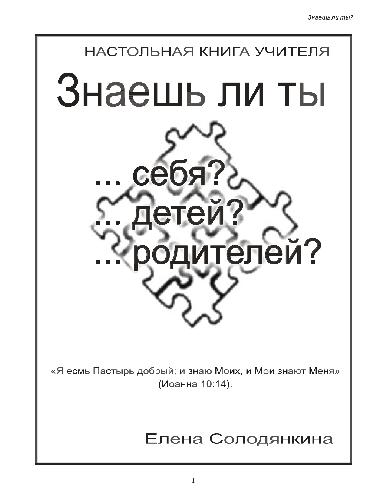 Знаешь ли ты?
НАСТОЛЬНАЯ КНИГА УЧИТЕЛЯ
Знаешь ли ты
... себя?
... детей?
... родителей?
«Я есмь Пастырь добрый: и знаю Моих, и Мои знают Меня»
(Иоанна 10:14).
Елена Солодянкина
1